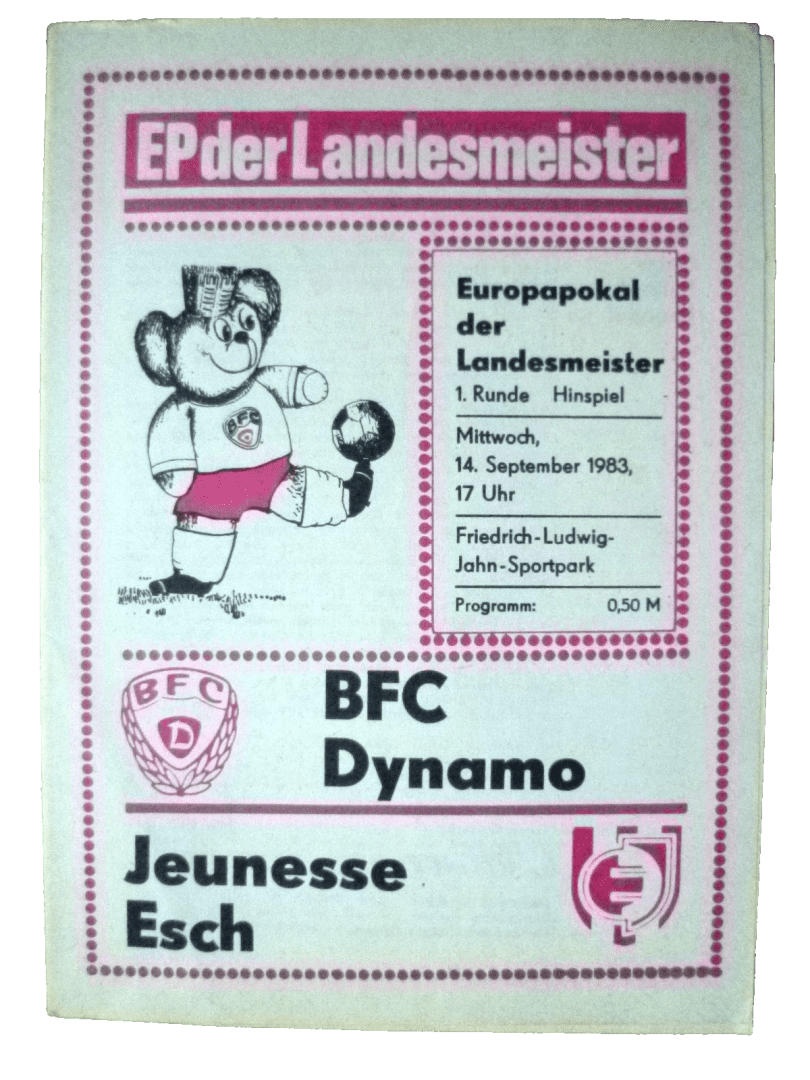 EP der Landesmeister
Europapokal
der
Landesmeister
1. Runde Hinspiel
Mittwoch,
14. September 1983,
17 Uhr
Friedrich-Ludwig-
Jahn-Sportpark
Programm: 0,50 M
BFC
BFC
D
BFC
Dynamo
Jeunesse
Esch